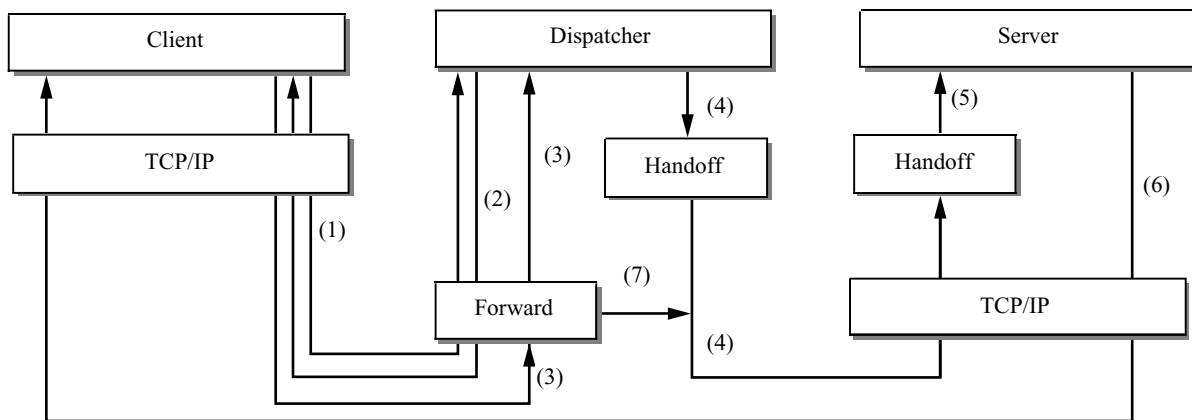 Client
Dispatcher
Server
(4)
(5)
TCP/IP
(3)
Handoff
Handoff
(2)
(6)
(1)
(7)
Forward
TCP/IP
(4)
(3)